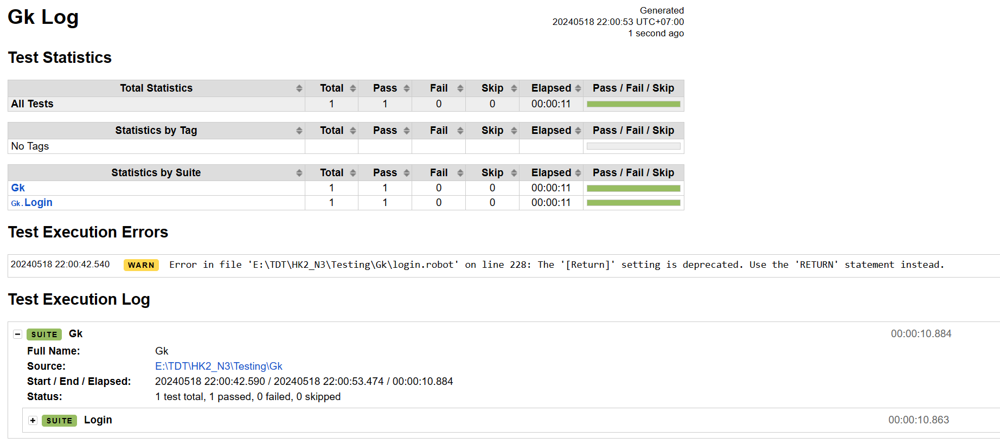 Gk Log
Generated
20240518 22:00:53 UTC+07:00
1 second ago
Test Statistics
Total Statistics Total Pass Fail Skip Elapsed Pass / Fail / Skip
All Tests 1 1 0 0 00:00:11
Statistics by Tag Total Pass Fail Skip Elapsed Pass / Fail / Skip
No Tags
Statistics by Suite Total Pass Fail Skip Elapsed Pass / Fail / Skip
Gk 1 1 0 0 00:00:11
Gk.Login 1 1 0 0 00:00:11
Test Execution Errors
20240518 22:00:42.540 WARN Error in file 'E:\TDT\HK2_N3\Testing\Gk\login.robot' on line 228: The '[Return]' setting is deprecated. Use the 'RETURN' statement instead.
Test Execution Log
SUITE Gk 00:00:10.884
Full Name: Gk
Source: E:\TDT\HK2_N3\Testing\Gk
Start / End / Elapsed: 20240518 22:00:42.590 / 20240518 22:00:53.474 / 00:00:10.884
Status: 1 test total, 1 passed, 0 failed, 0 skipped
SUITE Login 00:00:10.863